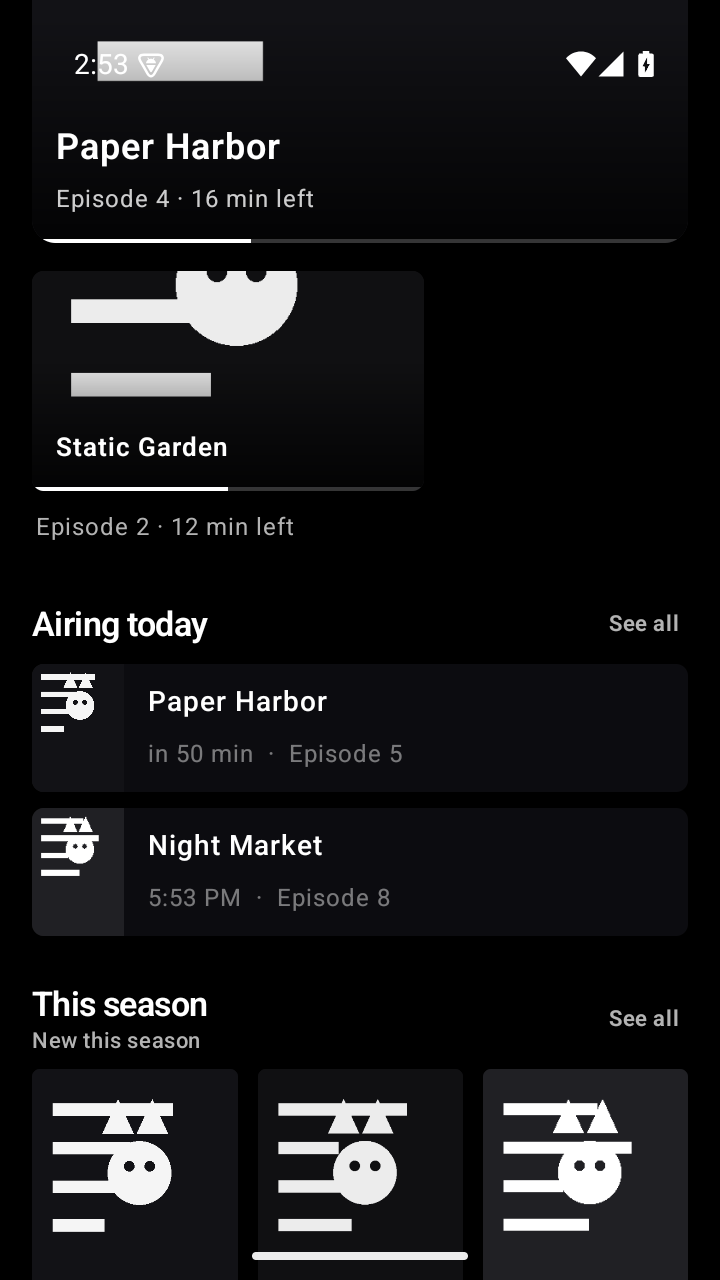 2:53
Paper Harbor
Episode 4 · 16 min left
Static Garden
Episode 2 · 12 min left
Airing today
See all
Paper Harbor
in 50 min · Episode 5
Night Market
5:53 PM · Episode 8
This season
See all
New this season